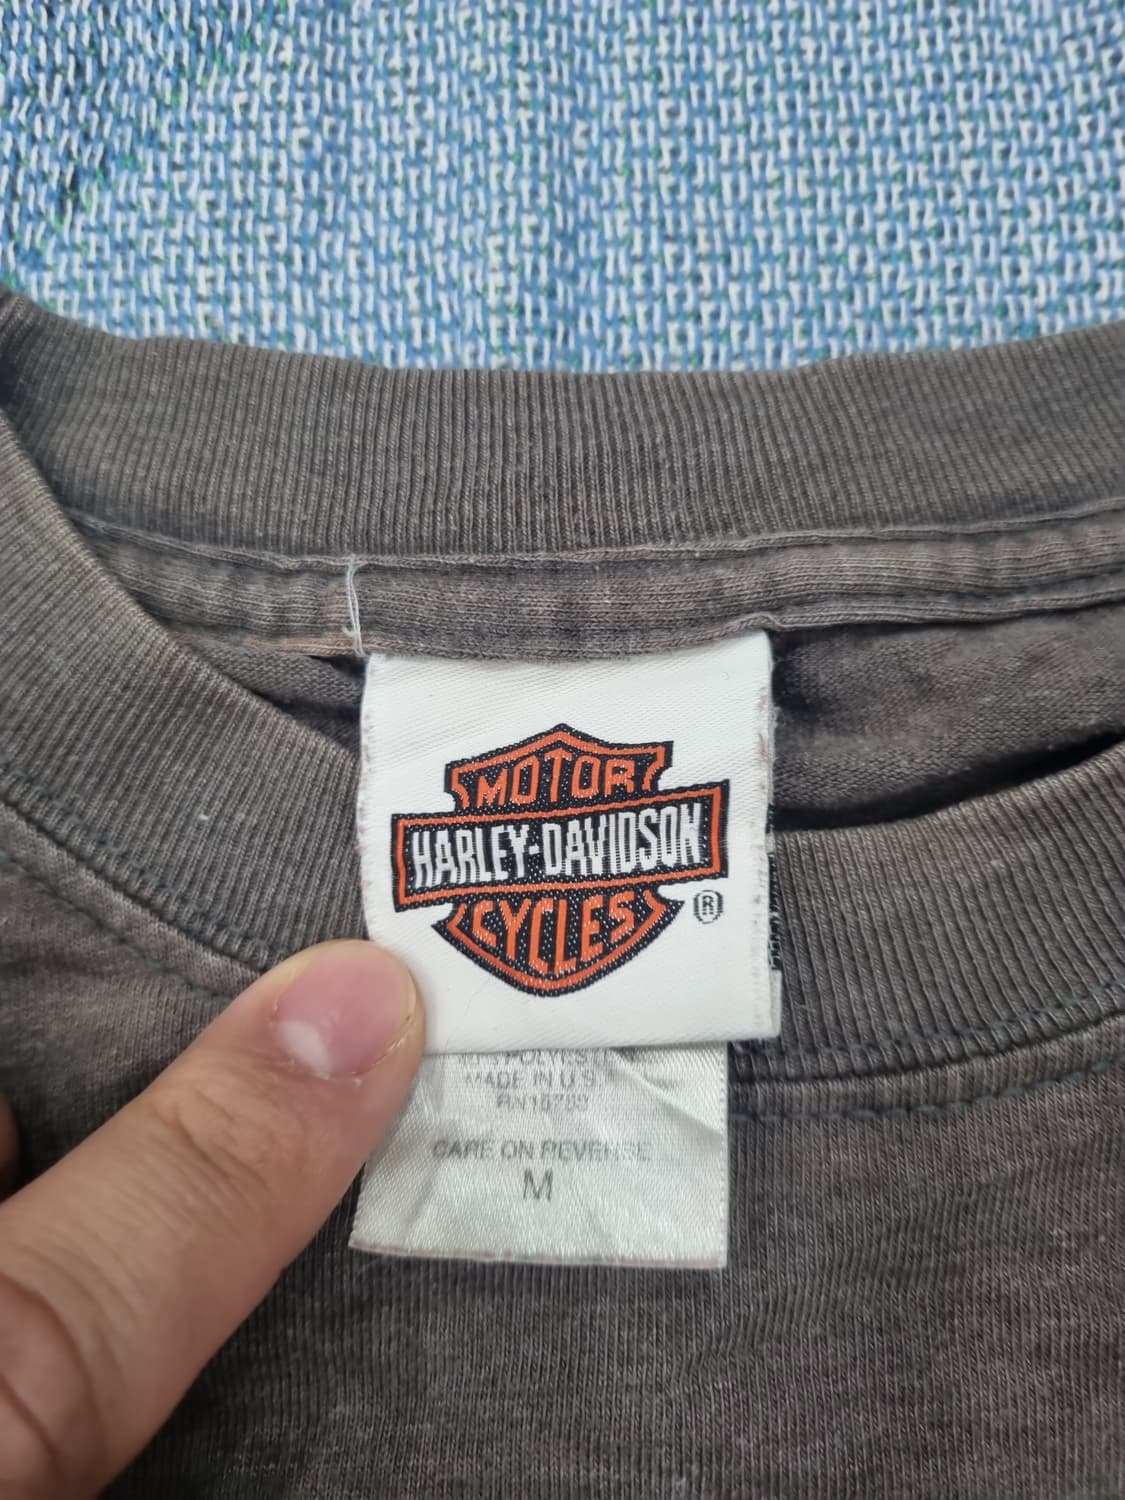 MOTOR
HARLEY-DAVIDSON
CYCLES
®
MADE IN U.S.
CARE ON REVERSE
M